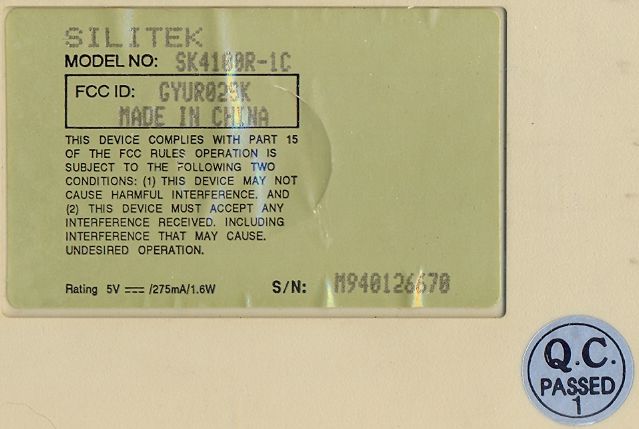 SILITEK
MODEL NO: SK4100R-1C
FCC ID: GYUR02SK
MADE IN CHINA
THIS DEVICE COMPLIES WITH PART 15
OF THE FCC RULES OPERATION IS
SUBJECT TO THE FOLLOWING TWO
CONDITIONS: (1) THIS DEVICE MAY NOT
CAUSE HARMFUL INTERFERENCE, AND
(2) THIS DEVICE MUST ACCEPT ANY
INTERFERENCE RECEIVED, INCLUDING
INTERFERENCE THAT MAY CAUSE.
UNDESIRED OPERATION.
Rating 5V ⎓ /275mA/1.6W
S/N: M940126670
Q.C.
PASSED
1